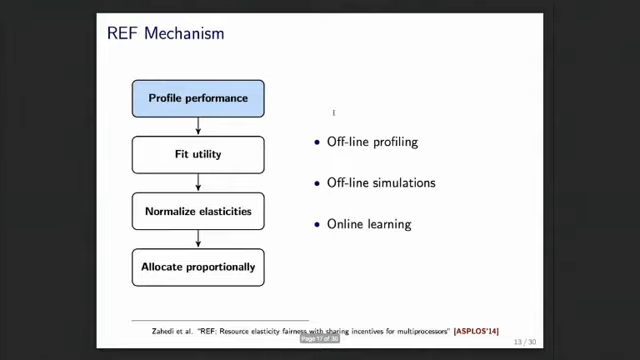 REF Mechanism
Profile performance
Fit utility
Normalize elasticities
Allocate proportionally
• Off-line profiling
• Off-line simulations
• Online learning
Zahedi et al. "REF: Resource elasticity fairness with sharing incentives for multiprocessors" [ASPLOS'14]
Page 17 of 30
13 / 30